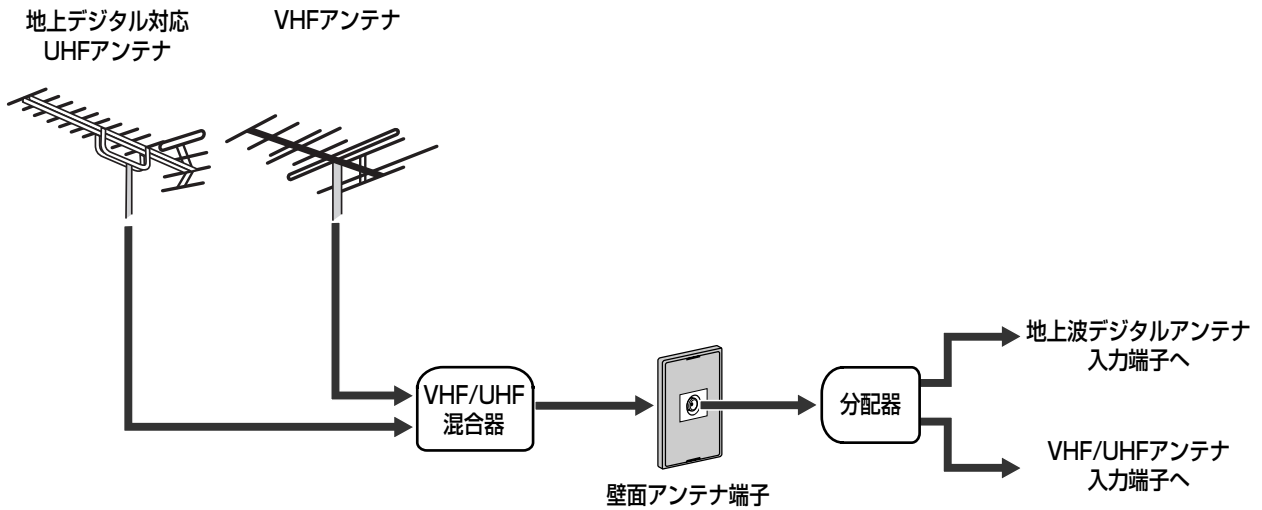 地上デジタル対応
UHFアンテナ
VHFアンテナ
VHF/UHF
混合器
壁面アンテナ端子
分配器
地上波デジタルアンテナ
入力端子へ
VHF/UHFアンテナ
入力端子へ